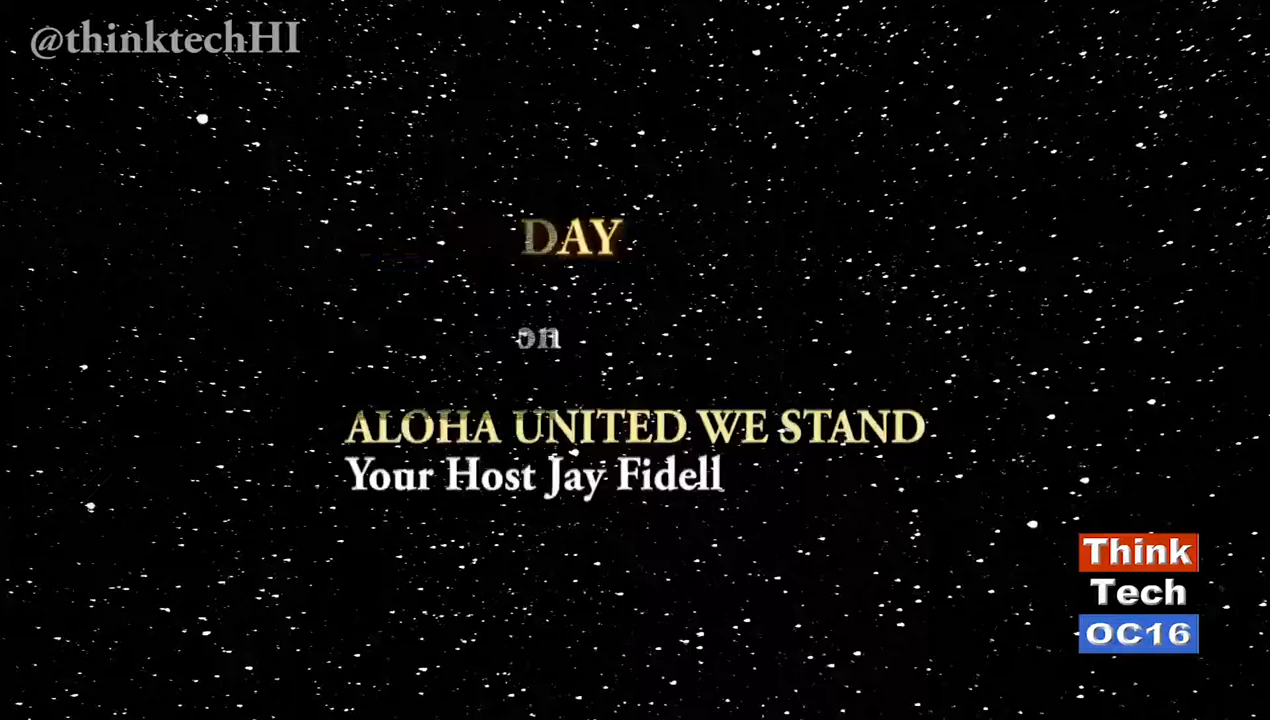 @thinktechHI
DAY
on
ALOHA UNITED WE STAND
Your Host Jay Fidell
Think
Tech
OC16